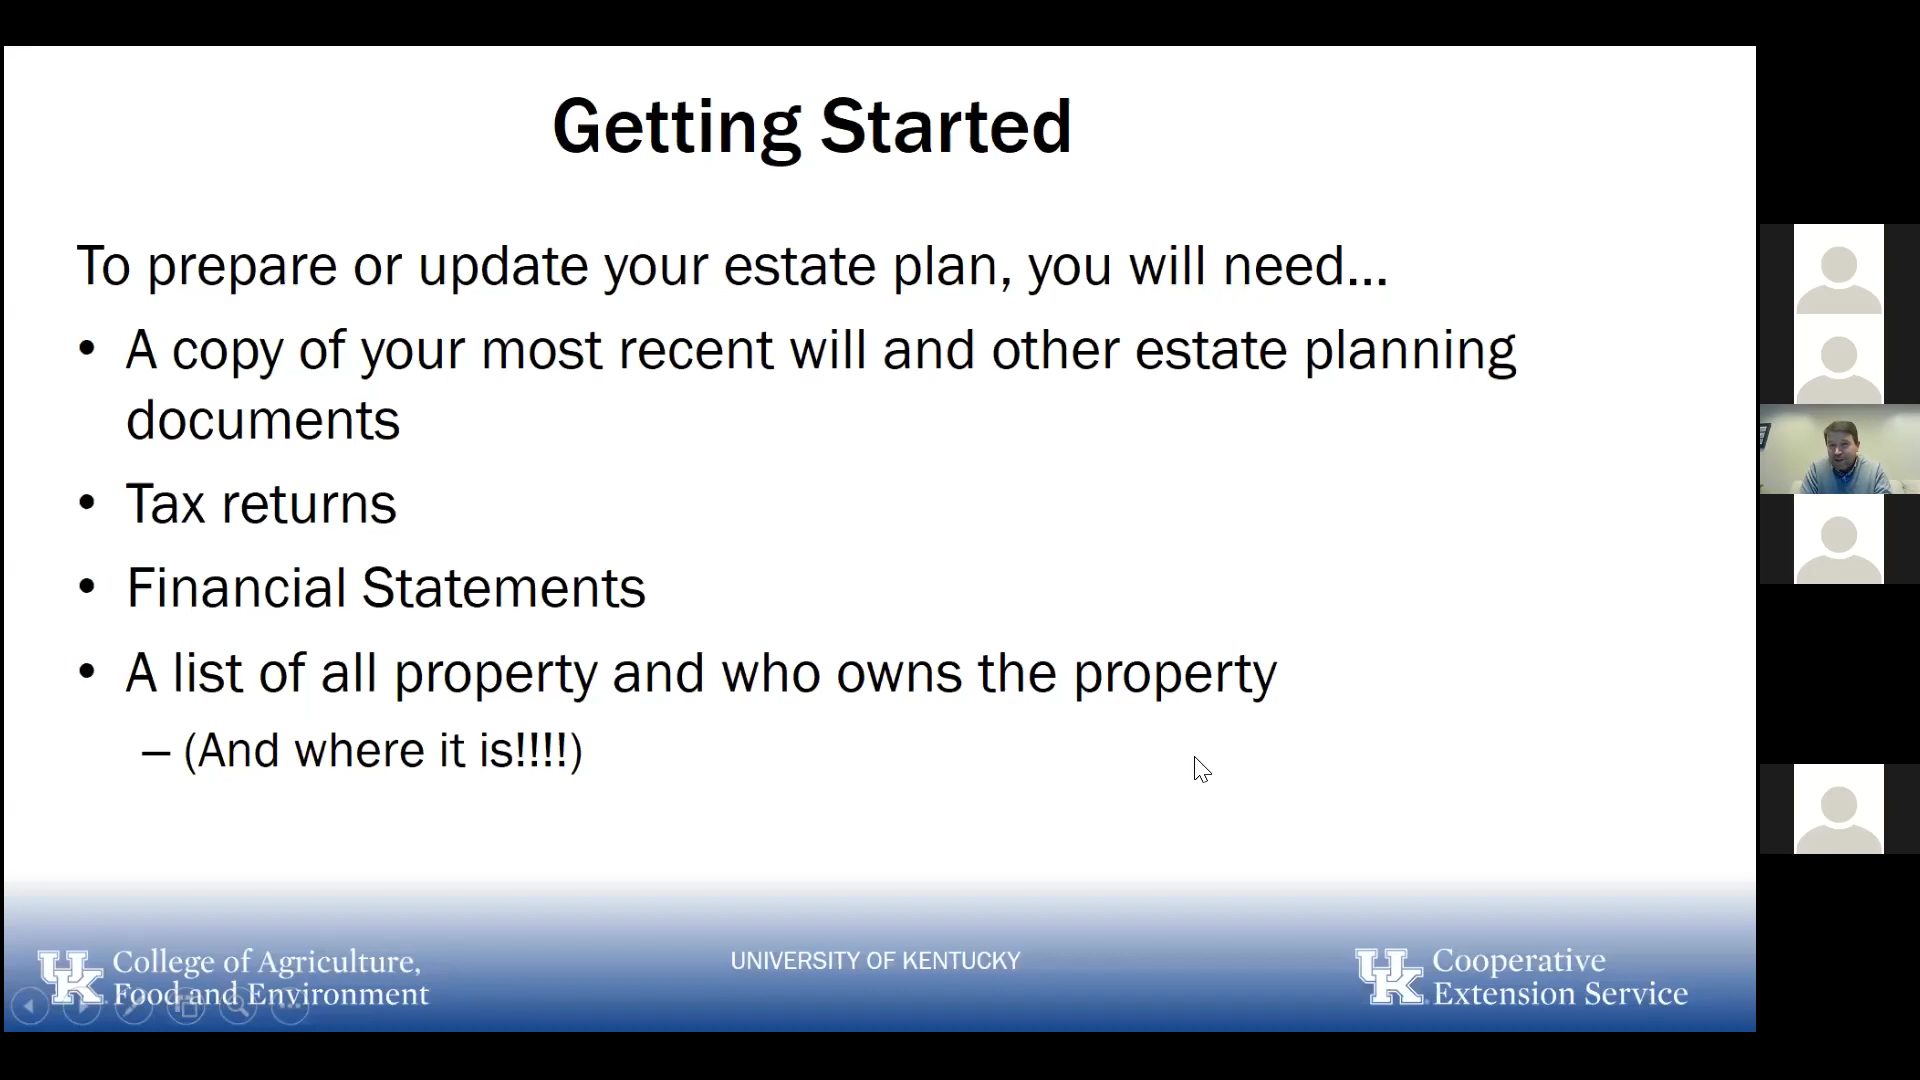 Getting Started
To prepare or update your estate plan, you will need...
• A copy of your most recent will and other estate planning
documents
• Tax returns
• Financial Statements
• A list of all property and who owns the property
– (And where it is!!!!)
UK College of Agriculture,
Food and Environment
UNIVERSITY OF KENTUCKY
UK Cooperative
Extension Service